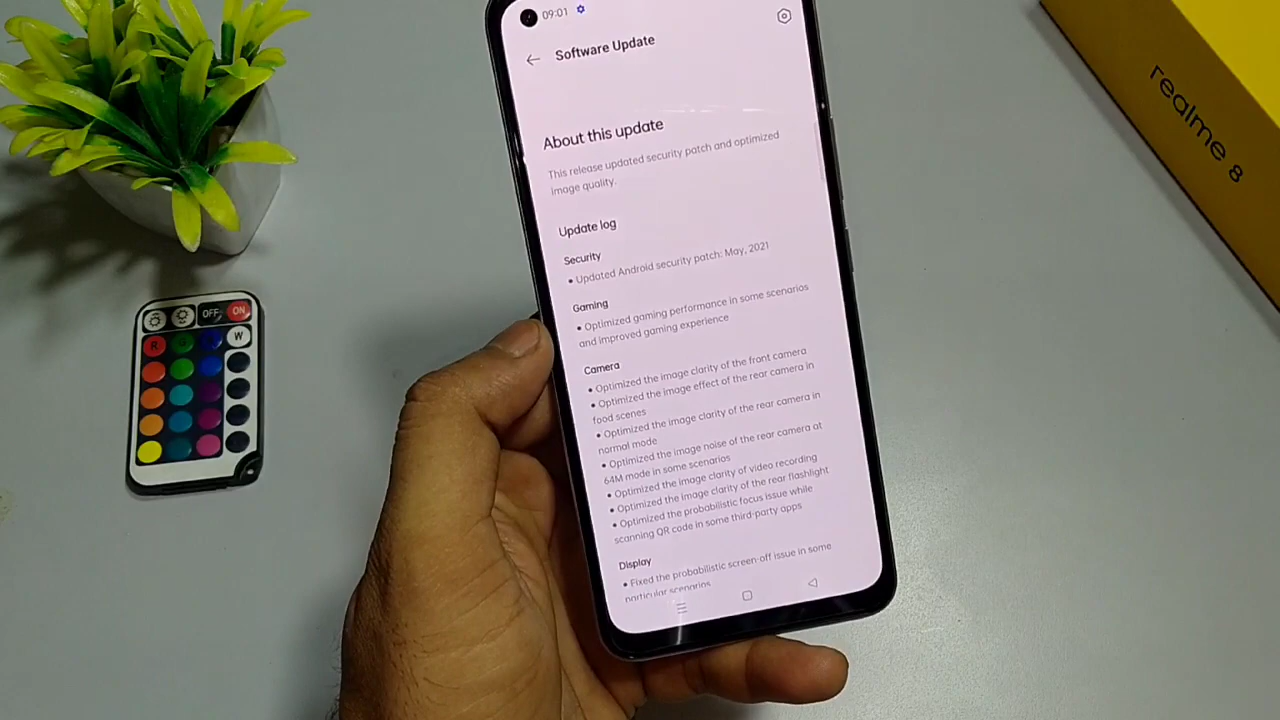 09:01
Software Update
About this update
This release updated security patch and optimized
image quality.
Update log
Security
• Updated Android security patch: May, 2021
Gaming
• Optimized gaming performance in some scenarios
and improved gaming experience
Camera
• Optimized the image clarity of the front camera
• Optimized the image effect of the rear camera in
food scenes
• Optimized the image clarity of the rear camera in
normal mode
• Optimized the image noise of the rear camera at
64M mode in some scenarios
• Optimized the image clarity of video recording
• Optimized the image clarity of the rear flashlight
• Optimized the probabilistic focus issue while
scanning QR code in some third-party apps
Display
• Fixed the probabilistic screen-off issue in some
particular scenarios
realme 8
OFF ON
R G W